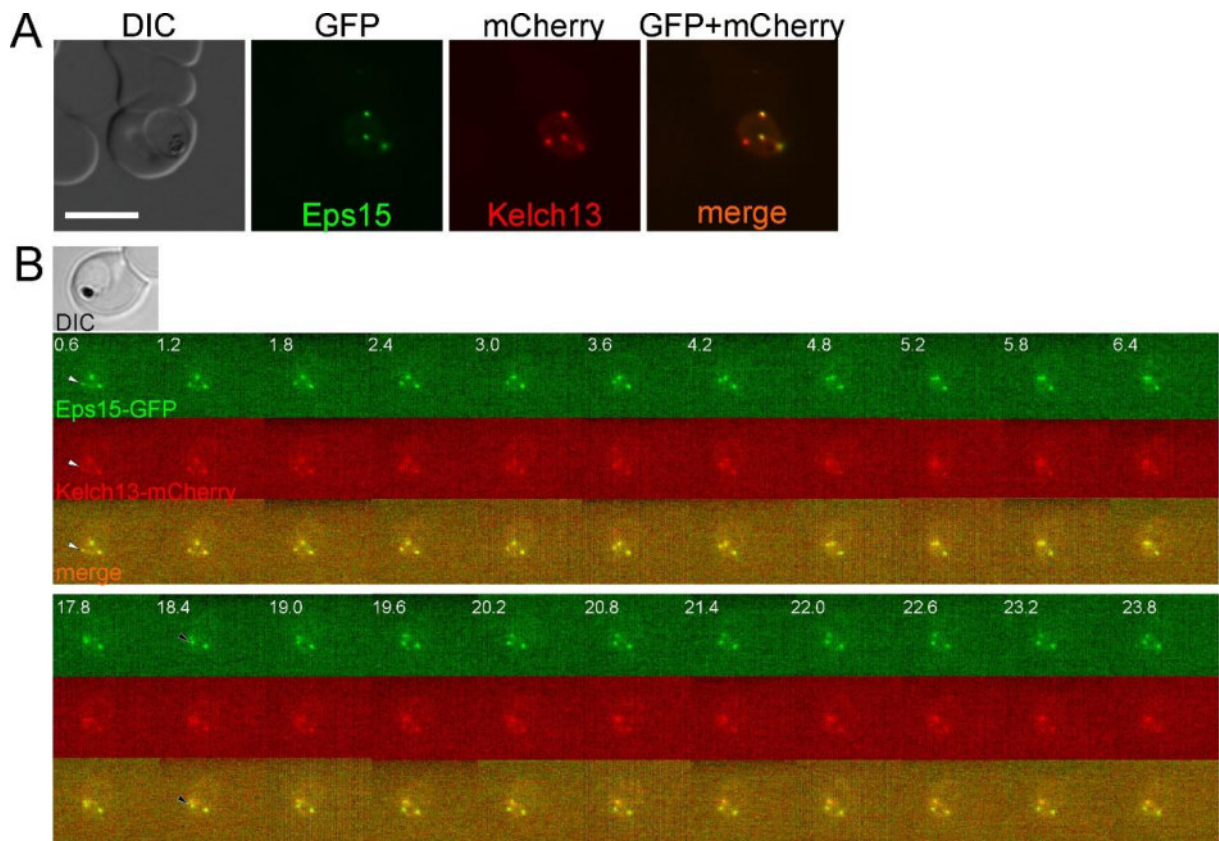 A
DIC GFP mCherry GFP+mCherry
Eps15 Kelch13 merge
B
DIC
0.6 1.2 1.8 2.4 3.0 3.6 4.2 4.8 5.2 5.8 6.4
Eps15-GFP
Kelch13-mCherry
merge
17.8 18.4 19.0 19.6 20.2 20.8 21.4 22.0 22.6 23.2 23.8